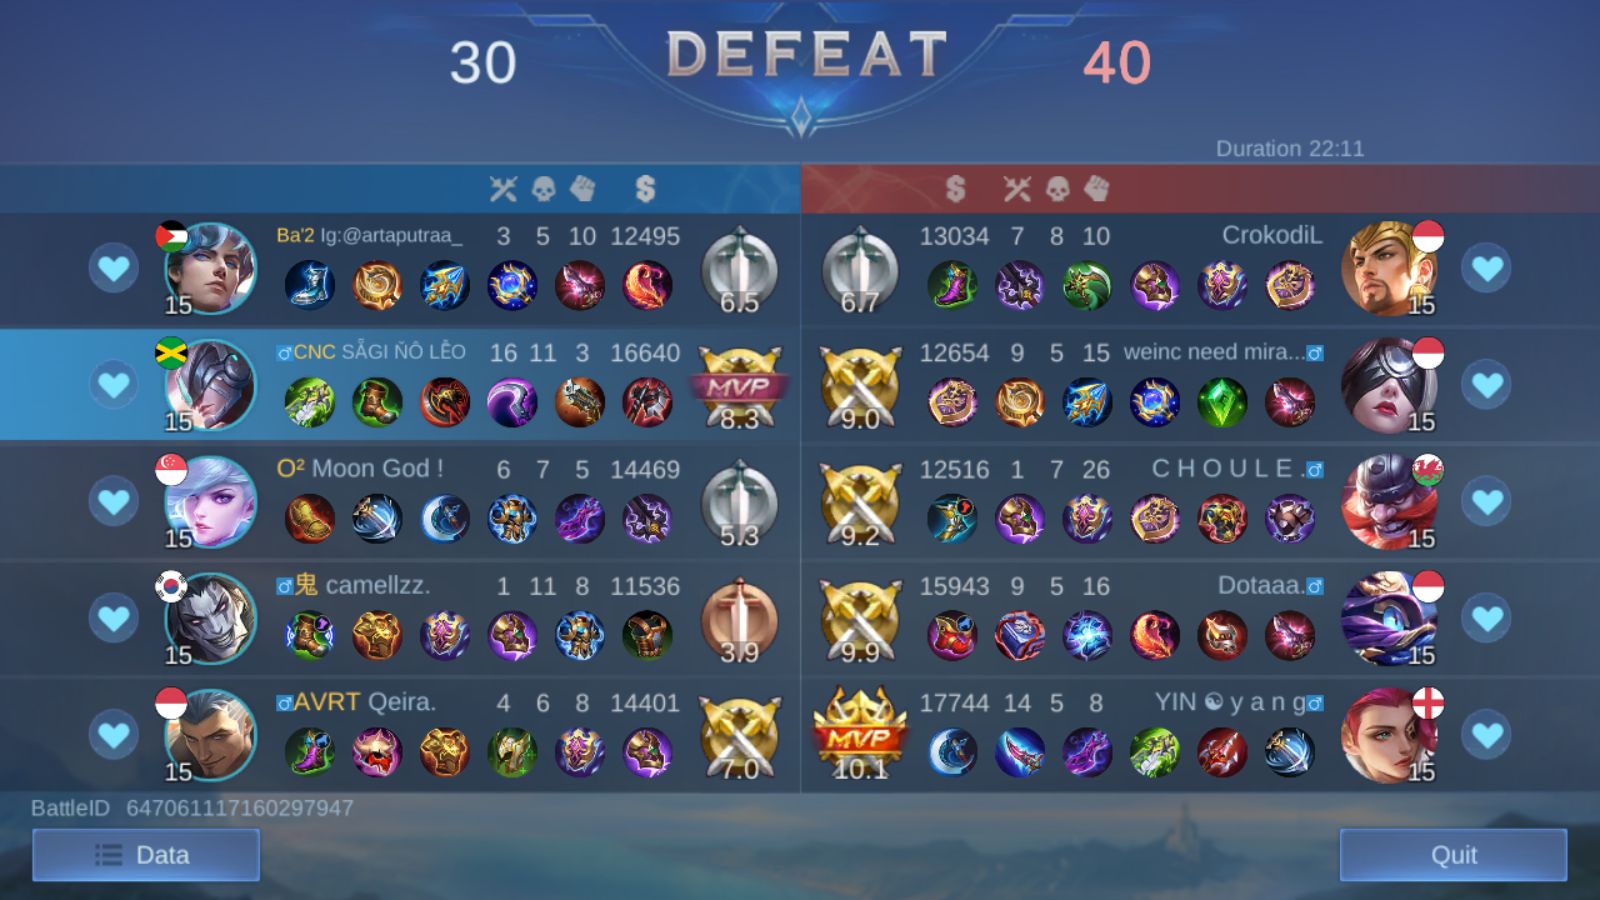 30 DEFEAT 40
Duration 22:11
Ba'2 Ig:@artaputraa_ 3 5 10 12495
15 6.5
13034 7 8 10 CrokodiL
6.7 15
CNC SẴGI ŇÔ LẺO 16 11 3 16640
15 MVP 8.3
12654 9 5 15 weinc need mira...
9.0 15
O² Moon God ! 6 7 5 14469
15 5.3
12516 1 7 26 C H O U L E .
9.2 15
鬼 camellzz. 1 11 8 11536
15 3.9
15943 9 5 16 Dotaaa.
9.9 15
AVRT Qeira. 4 6 8 14401
15 7.0
17744 14 5 8 YIN ☯ y a n g
MVP 10.1 15
BattleID 647061117160297947
Data
Quit